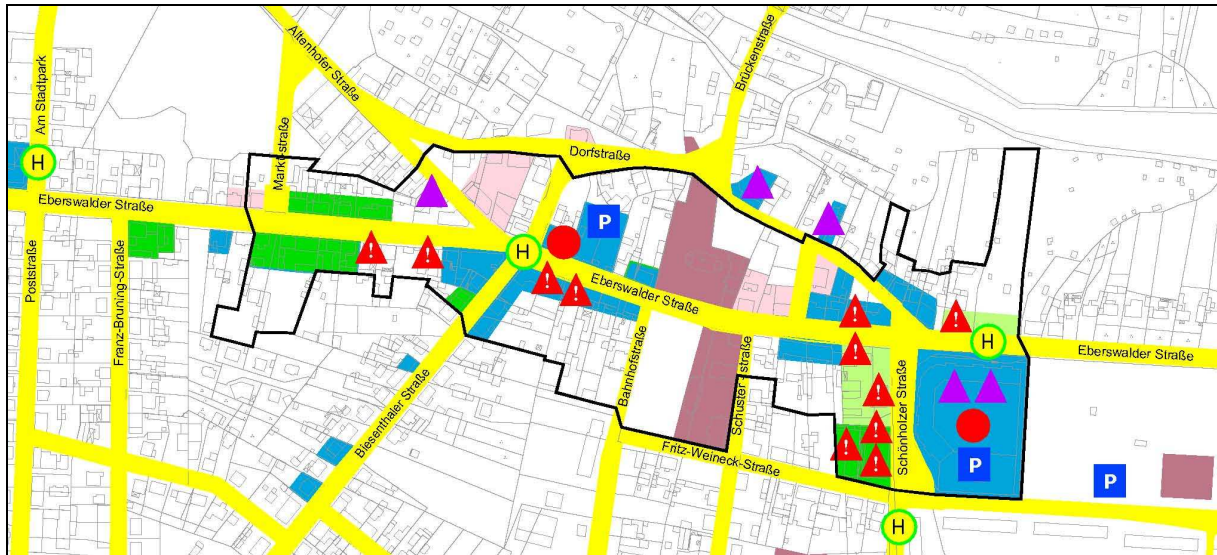 Am Stadtpark
Altenhofer Straße
Brückenstraße
H
Marktstraße
Dorfstraße
Eberswalder Straße
P
H
Poststraße
Franz-Bruning-Straße
Eberswalder Straße
H
Eberswalder Straße
Biesenthaler Straße
Bahnhofstraße
Schusterstraße
Schönholzer Straße
Fritz-Weineck-Straße
P
P
H
!
!
!
!
!
!
!
!
!
!
!